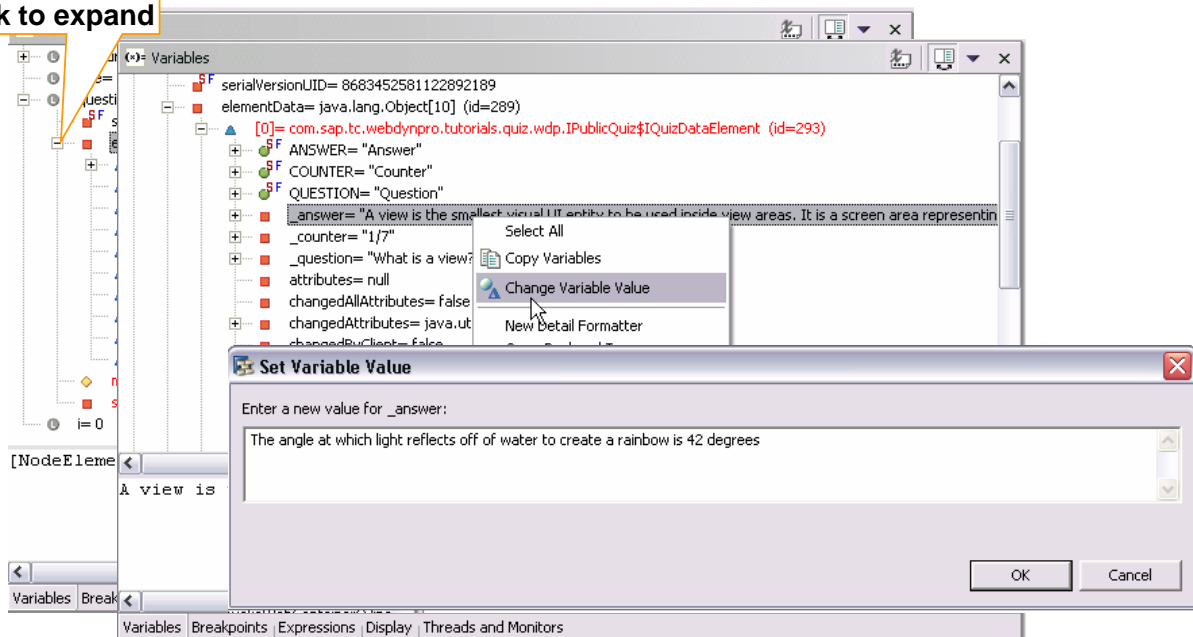 k to expand
Variables
serialVersionUID= 8683452581122892189
elementData= java.lang.Object[10] (id=289)
[0]= com.sap.tc.webdynpro.tutorials.quiz.wdp.IPublicQuiz$IQuizDataElement (id=293)
ANSWER= "Answer"
COUNTER= "Counter"
QUESTION= "Question"
_answer= "A view is the smallest visual UI entity to be used inside view areas. It is a screen area representin
_counter= "1/7"
_question= "What is a view?
attributes= null
changedAllAttributes= false
changedAttributes= java.ut
changedByClient= false
Select All
Copy Variables
Change Variable Value
New Detail Formatter
i= 0
[NodeEleme
A view is
Set Variable Value
Enter a new value for _answer:
The angle at which light reflects off of water to create a rainbow is 42 degrees
OK Cancel
Variables Break
Variables Breakpoints Expressions Display Threads and Monitors